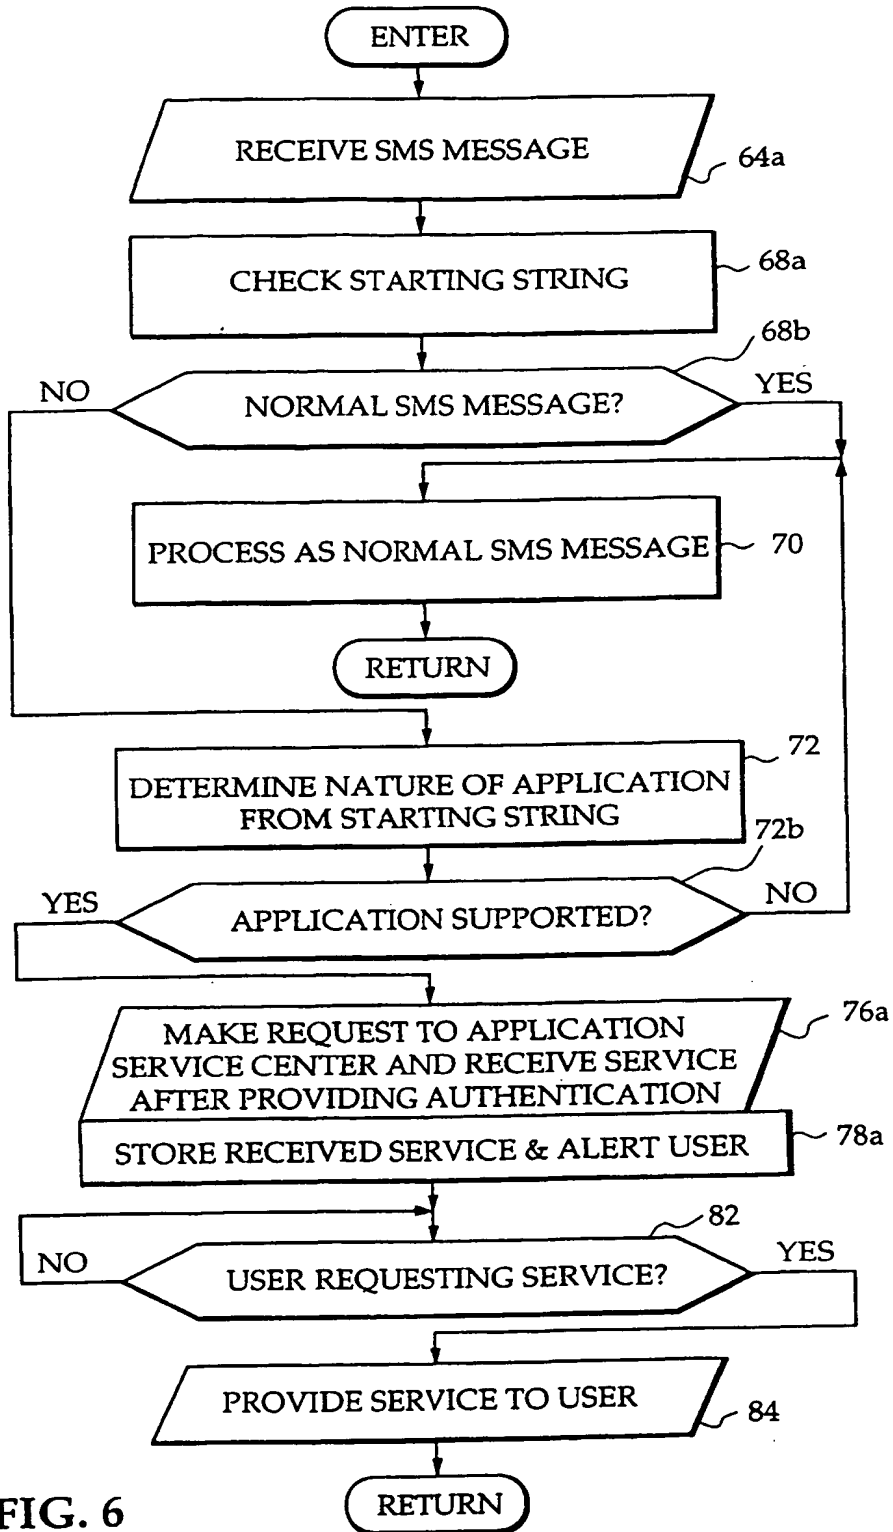 ENTER
RECEIVE SMS MESSAGE
64a
CHECK STARTING STRING
68a
68b
NO
YES
NORMAL SMS MESSAGE?
PROCESS AS NORMAL SMS MESSAGE
70
RETURN
72
DETERMINE NATURE OF APPLICATION
FROM STARTING STRING
72b
YES
NO
APPLICATION SUPPORTED?
MAKE REQUEST TO APPLICATION
SERVICE CENTER AND RECEIVE SERVICE
AFTER PROVIDING AUTHENTICATION
76a
STORE RECEIVED SERVICE & ALERT USER
78a
82
NO
YES
USER REQUESTING SERVICE?
PROVIDE SERVICE TO USER
84
RETURN
FIG. 6